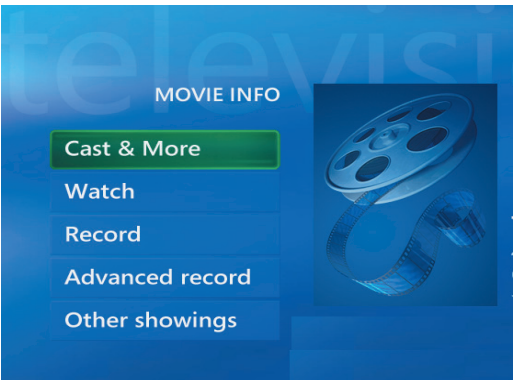 televisi
MOVIE INFO
Cast & More
Watch
Record
Advanced record
Other showings